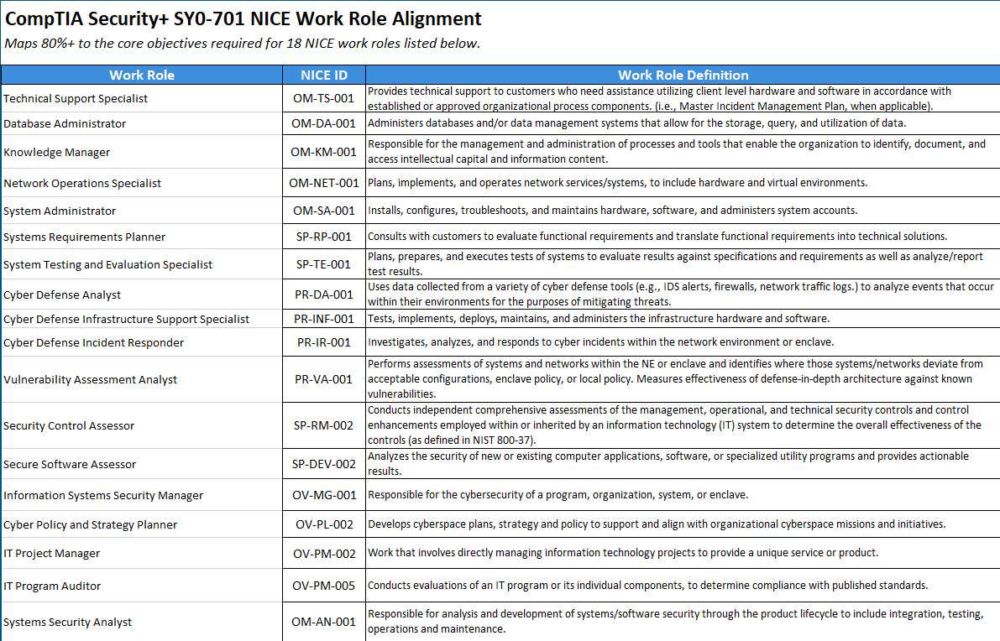 CompTIA Security+ SY0-701 NICE Work Role Alignment
Maps 80%+ to the core objectives required for 18 NICE work roles listed below.
Work Role NICE ID Work Role Definition
Technical Support Specialist OM-TS-001 Provides technical support to customers who need assistance utilizing client level hardware and software in accordance with
established or approved organizational process components. (i.e., Master Incident Management Plan, when applicable).
Database Administrator OM-DA-001 Administers databases and/or data management systems that allow for the storage, query, and utilization of data.
Knowledge Manager OM-KM-001 Responsible for the management and administration of processes and tools that enable the organization to identify, document, and
access intellectual capital and information content.
Network Operations Specialist OM-NET-001 Plans, implements, and operates network services/systems, to include hardware and virtual environments.
System Administrator OM-SA-001 Installs, configures, troubleshoots, and maintains hardware, software, and administers system accounts.
Systems Requirements Planner SP-RP-001 Consults with customers to evaluate functional requirements and translate functional requirements into technical solutions.
System Testing and Evaluation Specialist SP-TE-001 Plans, prepares, and executes tests of systems to evaluate results against specifications and requirements as well as analyze/report
test results.
Cyber Defense Analyst PR-DA-001 Uses data collected from a variety of cyber defense tools (e.g., IDS alerts, firewalls, network traffic logs.) to analyze events that occur
within their environments for the purposes of mitigating threats.
Cyber Defense Infrastructure Support Specialist PR-INF-001 Tests, implements, deploys, maintains, and administers the infrastructure hardware and software.
Cyber Defense Incident Responder PR-IR-001 Investigates, analyzes, and responds to cyber incidents within the network environment or enclave.
Vulnerability Assessment Analyst PR-VA-001 Performs assessments of systems and networks within the NE or enclave and identifies where those systems/networks deviate from
acceptable configurations, enclave policy, or local policy. Measures effectiveness of defense-in-depth architecture against known
vulnerabilities.
Security Control Assessor SP-RM-002 Conducts independent comprehensive assessments of the management, operational, and technical security controls and control
enhancements employed within or inherited by an information technology (IT) system to determine the overall effectiveness of the
controls (as defined in NIST 800-37).
Secure Software Assessor SP-DEV-002 Analyzes the security of new or existing computer applications, software, or specialized utility programs and provides actionable
results.
Information Systems Security Manager OV-MG-001 Responsible for the cybersecurity of a program, organization, system, or enclave.
Cyber Policy and Strategy Planner OV-PL-002 Develops cyberspace plans, strategy and policy to support and align with organizational cyberspace missions and initiatives.
IT Project Manager OV-PM-002 Work that involves directly managing information technology projects to provide a unique service or product.
IT Program Auditor OV-PM-005 Conducts evaluations of an IT program or its individual components, to determine compliance with published standards.
Systems Security Analyst OM-AN-001 Responsible for analysis and development of systems/software security through the product lifecycle to include integration, testing,
operations and maintenance.